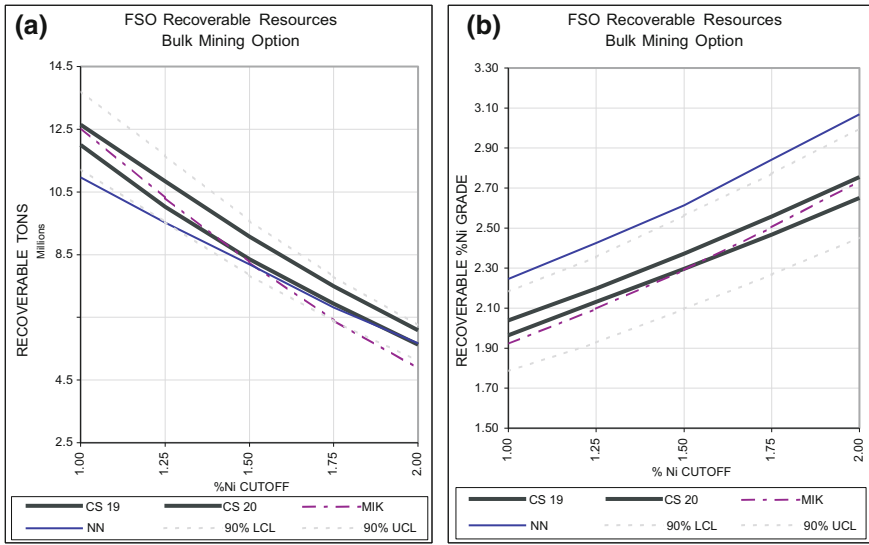 (a)
FSO Recoverable Resources
Bulk Mining Option
RECOVERABLE TONS
Millions
14.5
12.5
10.5
8.5
4.5
2.5
1.00
1.25
1.50
1.75
2.00
%Ni CUTOFF
CS 19
CS 20
MIK
NN
90% LCL
90% UCL
(b)
FSO Recoverable Resources
Bulk Mining Option
RECOVERABLE %Ni GRADE
3.30
3.10
2.90
2.70
2.50
2.30
2.10
1.90
1.70
1.50
1.00
1.25
1.50
1.75
2.00
% Ni CUTOFF
CS 19
CS 20
MIK
NN
90% LCL
90% UCL